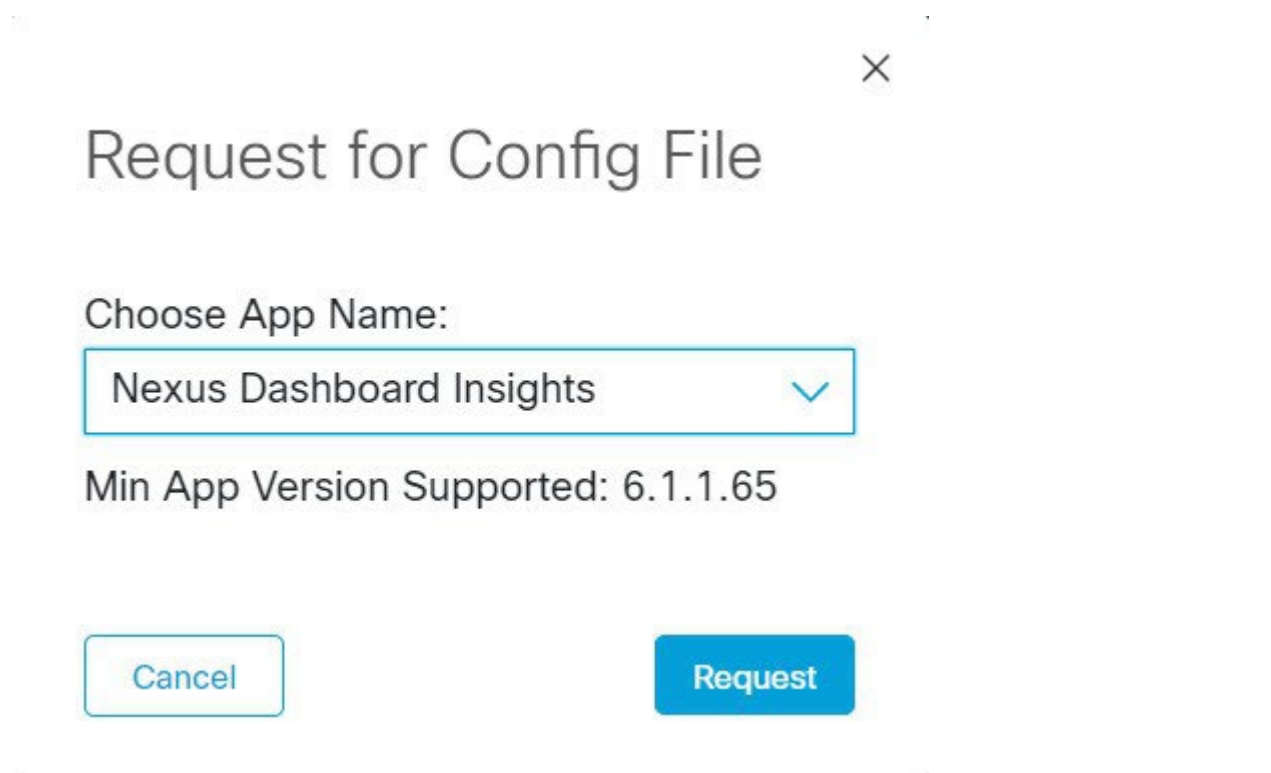 Request for Config File
Choose App Name:
Nexus Dashboard Insights
Min App Version Supported: 6.1.1.65
Cancel
Request